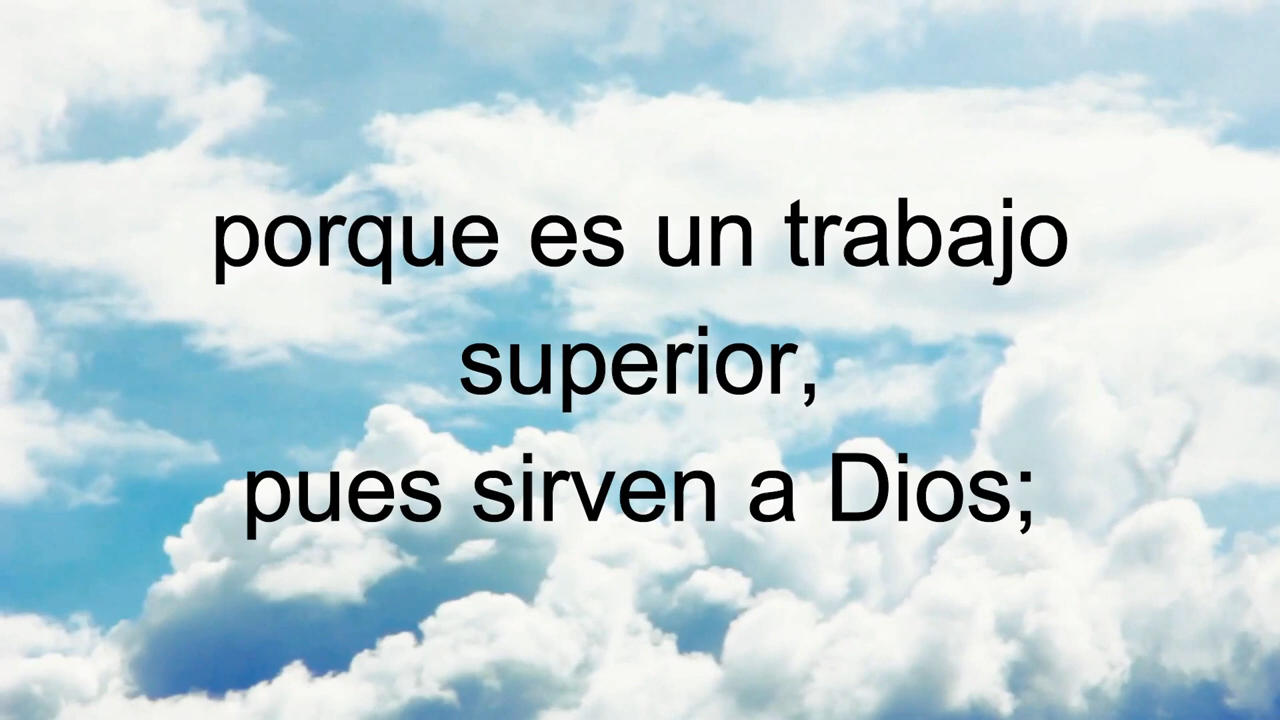 porque es un trabajo
superior,
pues sirven a Dios;